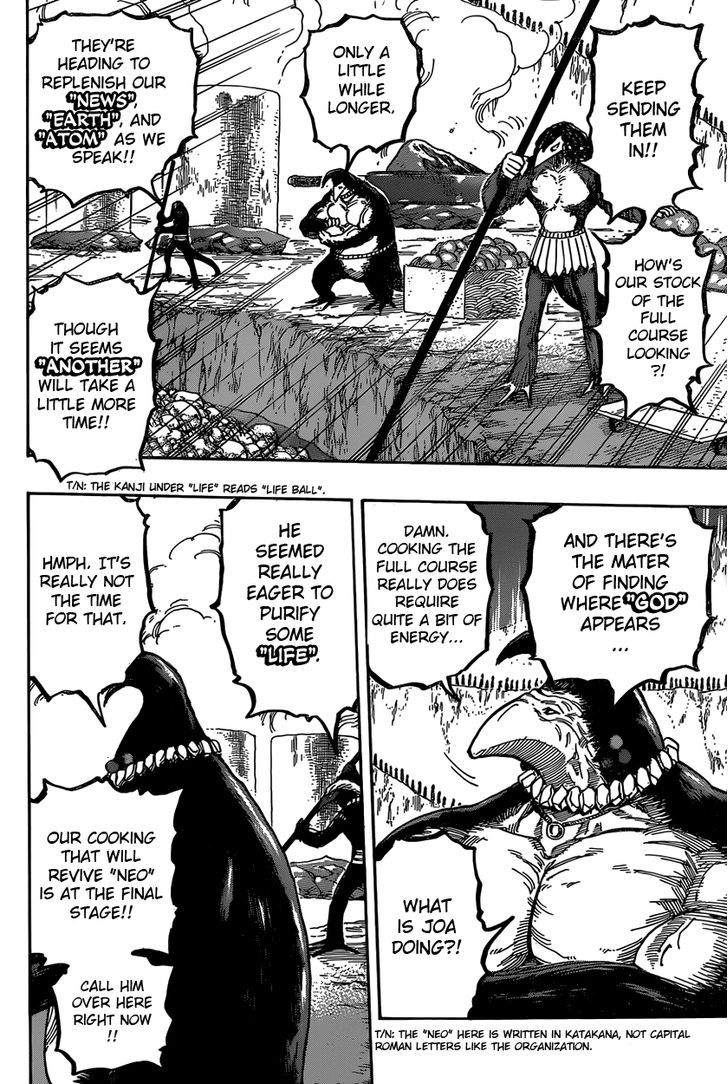 KEEP
SENDING
THEM
IN!!
HOW'S
OUR STOCK
OF THE
FULL
COURSE
LOOKING
?!
ONLY A
LITTLE
WHILE
LONGER.
THEY'RE
HEADING TO
REPLENISH OUR
"NEWS",
"EARTH", AND
"ATOM" AS WE
SPEAK!!
THOUGH
IT SEEMS
"ANOTHER"
WILL TAKE A
LITTLE MORE
TIME!!
T/N: THE KANJI UNDER "LIFE" READS "LIFE BALL".
AND THERE'S
THE MATER
OF FINDING
WHERE "GOD"
APPEARS
...
DAMN.
COOKING THE
FULL COURSE
REALLY DOES
REQUIRE
QUITE A BIT OF
ENERGY...
WHAT
IS JOA
DOING?!
T/N: THE "NEO" HERE IS WRITTEN IN KATAKANA, NOT CAPITAL
ROMAN LETTERS LIKE THE ORGANIZATION.
HE
SEEMED
REALLY
EAGER TO
PURIFY
SOME
"LIFE".
HMPH. IT'S
REALLY NOT
THE TIME
FOR THAT.
OUR COOKING
THAT WILL
REVIVE "NEO"
IS AT THE FINAL
STAGE!!
CALL HIM
OVER HERE
RIGHT NOW
!!